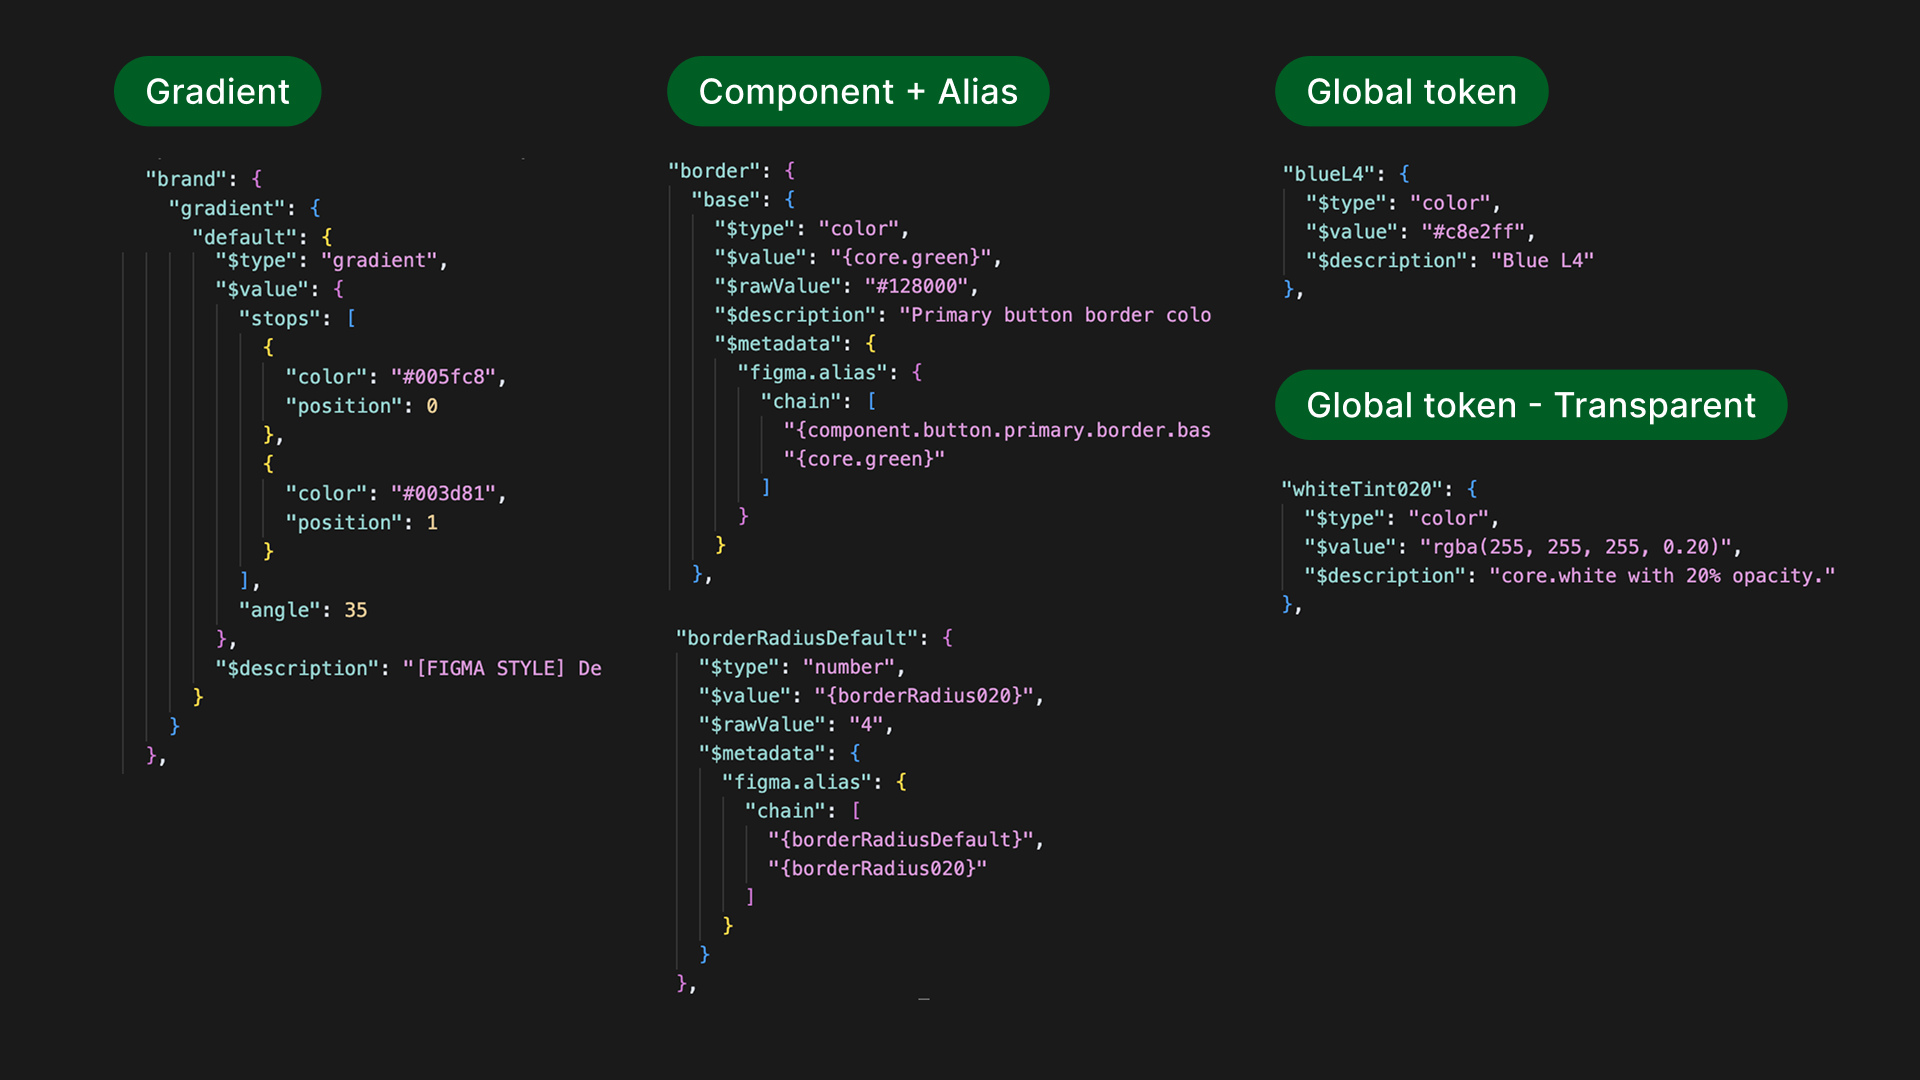 Gradient
"brand": {
"gradient": {
"default": {
"$type": "gradient",
"$value": {
"stops": [
{
"color": "#005fc8",
"position": 0
},
{
"color": "#003d81",
"position": 1
}
],
"angle": 35
},
"$description": "[FIGMA STYLE] De
}
}
},
Component + Alias
"border": {
"base": {
"$type": "color",
"$value": "{core.green}",
"$rawValue": "#128000",
"$description": "Primary button border colo
"$metadata": {
"figma.alias": {
"chain": [
"{component.button.primary.border.bas
"{core.green}"
]
}
}
},
"borderRadiusDefault": {
"$type": "number",
"$value": "{borderRadius020}",
"$rawValue": "4",
"$metadata": {
"figma.alias": {
"chain": [
"{borderRadiusDefault}",
"{borderRadius020}"
]
}
}
},
Global token
"blueL4": {
"$type": "color",
"$value": "#c8e2ff",
"$description": "Blue L4"
},
Global token - Transparent
"whiteTint020": {
"$type": "color",
"$value": "rgba(255, 255, 255, 0.20)",
"$description": "core.white with 20% opacity."
},